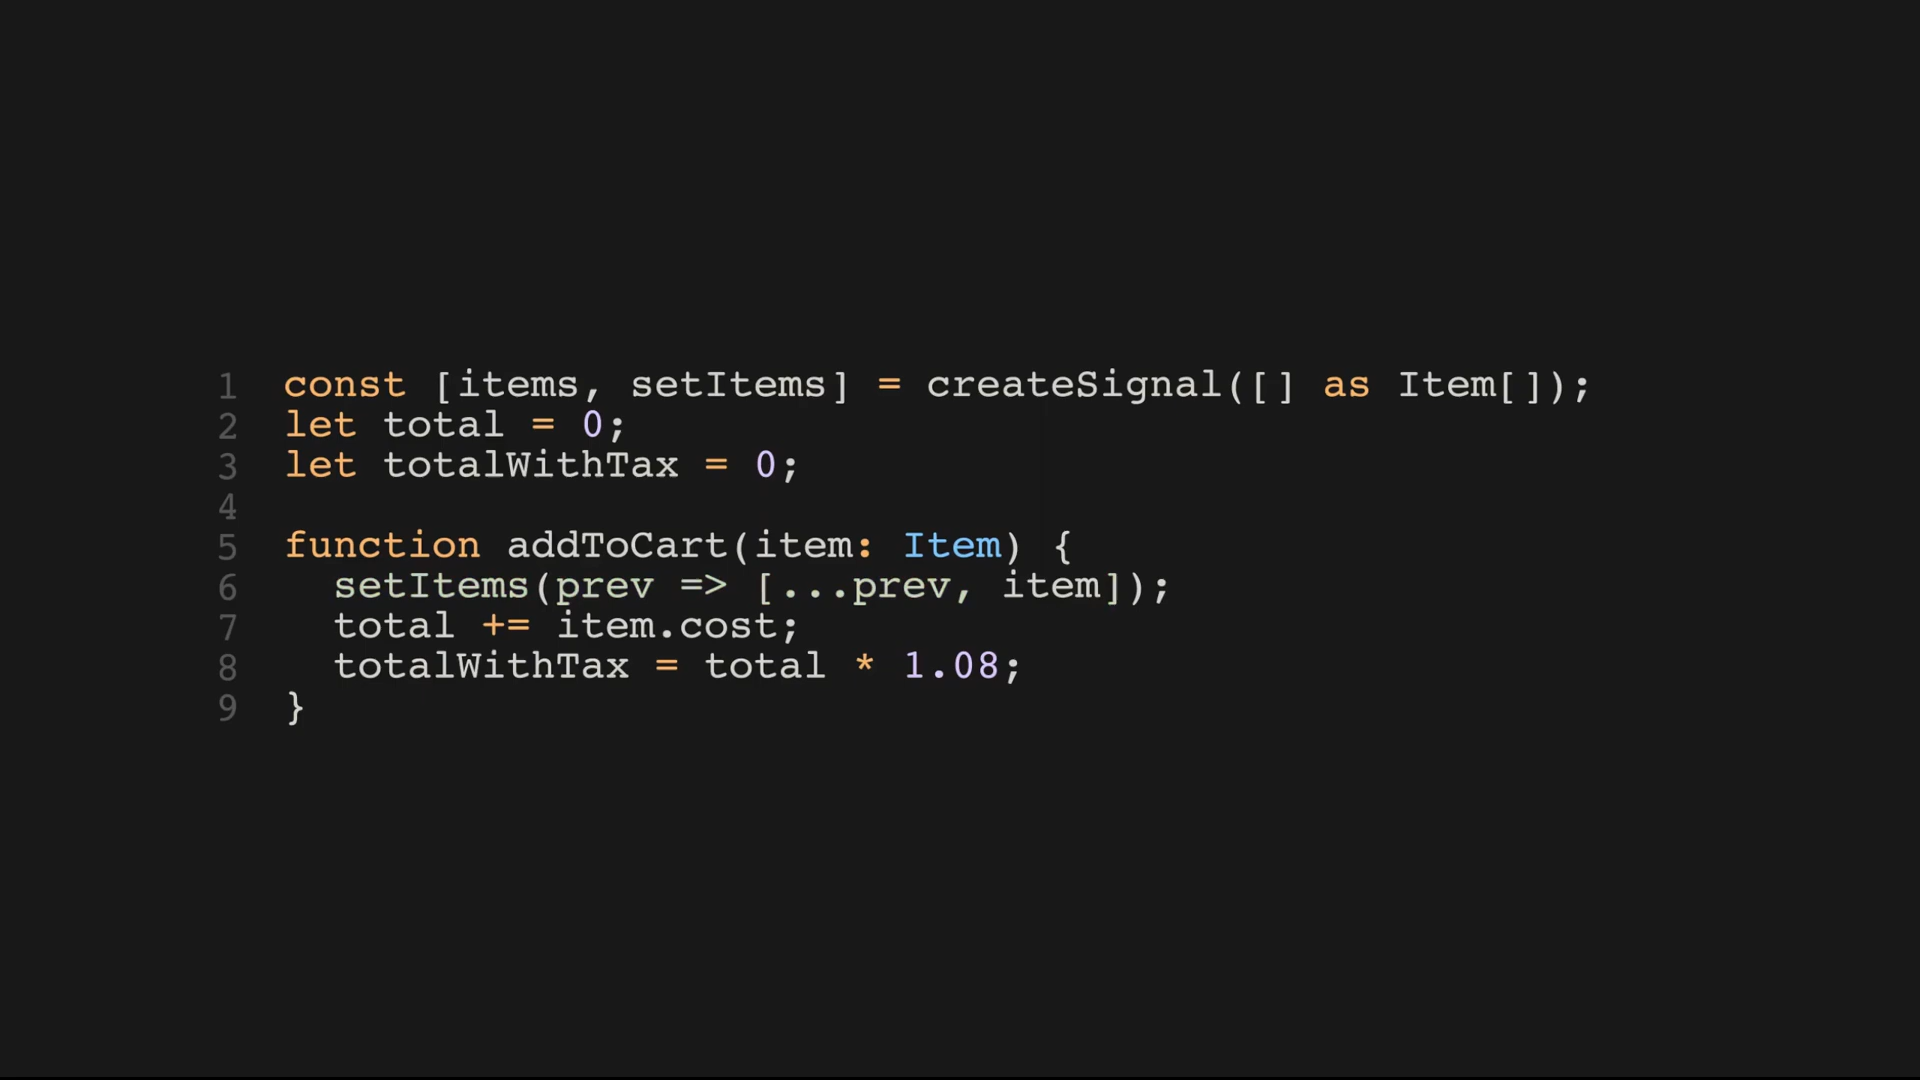 1 const [items, setItems] = createSignal([] as Item[]);
2 let total = 0;
3 let totalWithTax = 0;
4
5 function addToCart(item: Item) {
6   setItems(prev => [...prev, item]);
7   total += item.cost;
8   totalWithTax = total * 1.08;
9 }